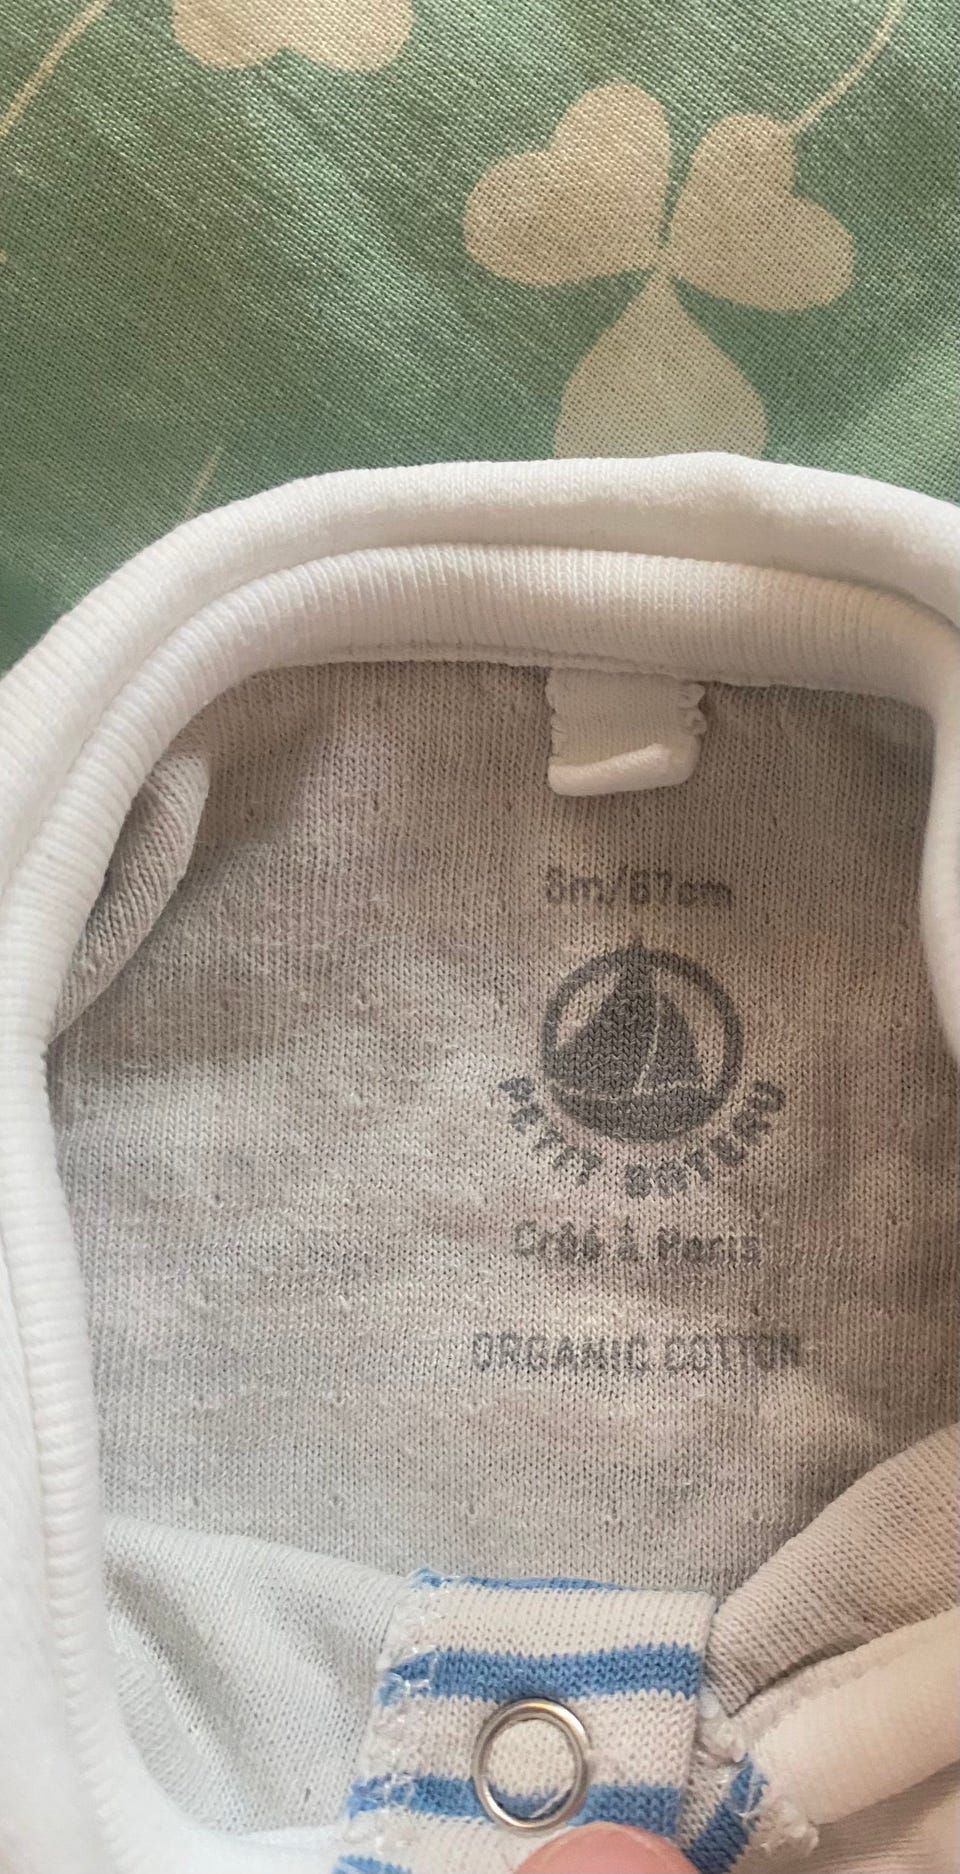 6m/67cm
PETIT BATEAU
Créé à Paris
ORGANIC COTTON